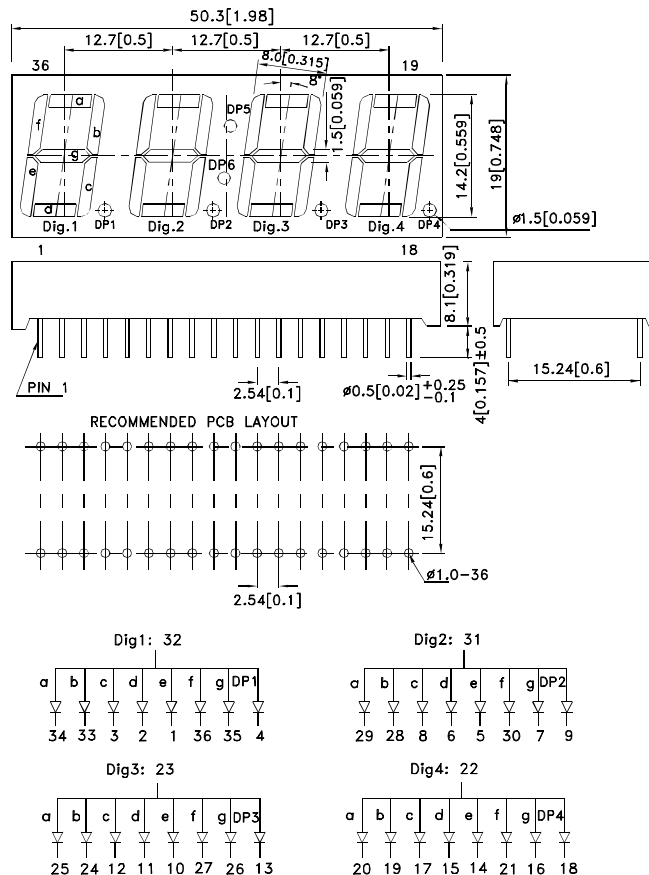 50.3[1.98]
12.7[0.5] 12.7[0.5] 12.7[0.5]
8.0[0.315]
36 19
8°
1.5[0.059]
a
f b
g
e c
d
DP5
DP6
14.2[0.559]
19[0.748]
Dig.1 DP1 Dig.2 DP2 Dig.3 DP3 Dig.4 DP4
ø1.5[0.059]
1 18
8.1[0.319]
4[0.157]±0.5
PIN 1
2.54[0.1]
ø0.5[0.02]+0.25 -0.1
15.24[0.6]
RECOMMENDED PCB LAYOUT
15.24[0.6]
ø1.0-36
2.54[0.1]
Dig1: 32
a b c d e f g DP1
34 33 3 2 1 36 35 4
Dig2: 31
a b c d e f g DP2
29 28 8 6 5 30 7 9
Dig3: 23
a b c d e f g DP3
25 24 12 11 10 27 26 13
Dig4: 22
a b c d e f g DP4
20 19 17 15 14 21 16 18